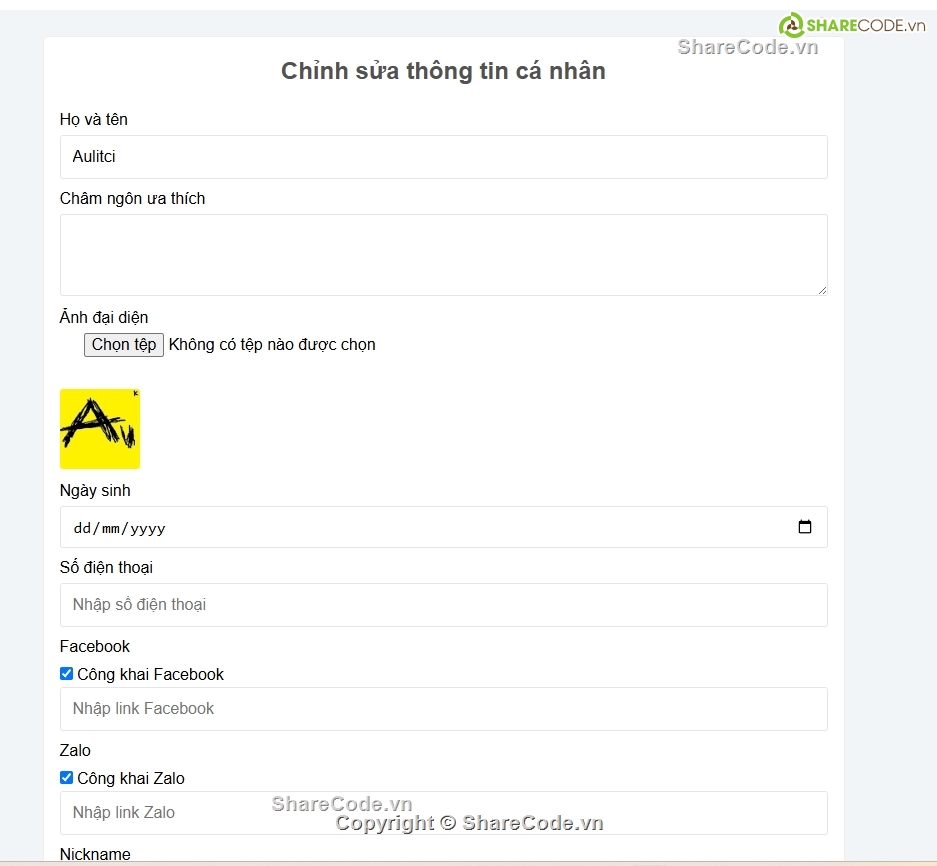 SHARECODE.vn
ShareCode.vn
Chỉnh sửa thông tin cá nhân
Họ và tên
Aulitci
Châm ngôn ưa thích
Ảnh đại diện
Chọn tệp Không có tệp nào được chọn
Au
K
Ngày sinh
dd/mm/yyyy
Số điện thoại
Nhập số điện thoại
Facebook
Công khai Facebook
Nhập link Facebook
Zalo
Công khai Zalo
Nhập link Zalo
ShareCode.vn
Copyright © ShareCode.vn
Nickname